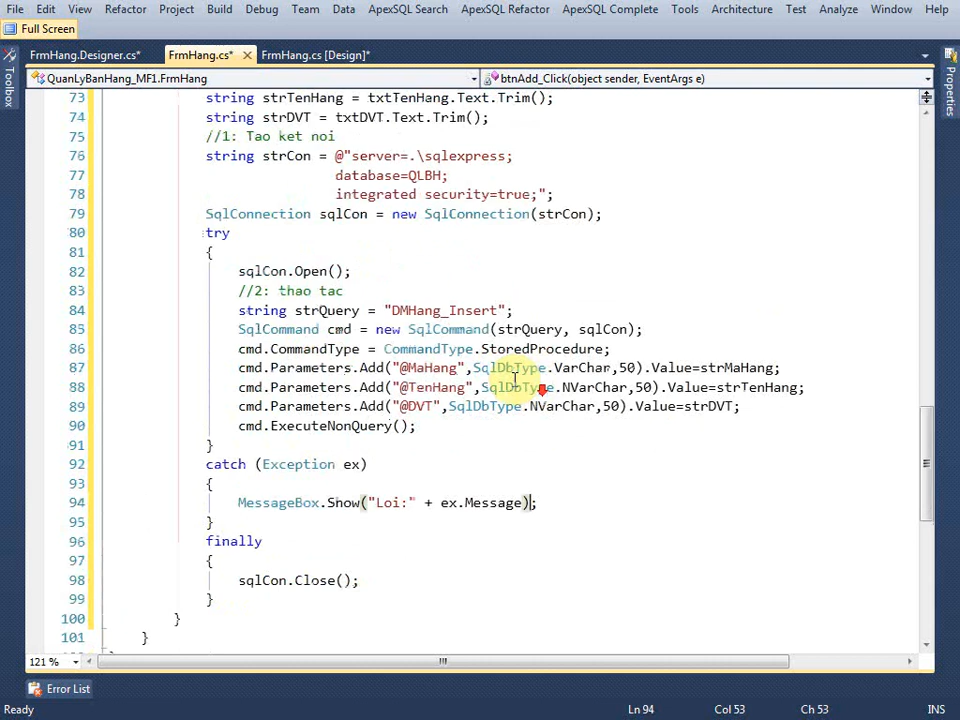 File Edit View Refactor Project Build Debug Team Data ApexSQL Search ApexSQL Refactor ApexSQL Complete Tools Architecture Test Analyze Window Help
Full Screen
FrmHang.Designer.cs* FrmHang.cs* FrmHang.cs [Design]*
Toolbox
Properties
QuanLyBanHang_MF1.FrmHang btnAdd_Click(object sender, EventArgs e)
73 string strTenHang = txtTenHang.Text.Trim();
74 string strDVT = txtDVT.Text.Trim();
75 //1: Tao ket noi
76 string strCon = @"server=.\sqlexpress;
77 database=QLBH;
78 integrated security=true;";
79 SqlConnection sqlCon = new SqlConnection(strCon);
80 try
81 {
82 sqlCon.Open();
83 //2: thao tac
84 string strQuery = "DMHang_Insert";
85 SqlCommand cmd = new SqlCommand(strQuery, sqlCon);
86 cmd.CommandType = CommandType.StoredProcedure;
87 cmd.Parameters.Add("@MaHang",SqlDbType.VarChar,50).Value=strMaHang;
88 cmd.Parameters.Add("@TenHang",SqlDbType.NVarChar,50).Value=strTenHang;
89 cmd.Parameters.Add("@DVT",SqlDbType.NVarChar,50).Value=strDVT;
90 cmd.ExecuteNonQuery();
91 }
92 catch (Exception ex)
93 {
94 MessageBox.Show("Loi:" + ex.Message);
95 }
96 finally
97 {
98 sqlCon.Close();
99 }
100 }
101 }
121 %
Error List
Ready Ln 94 Col 53 Ch 53 INS